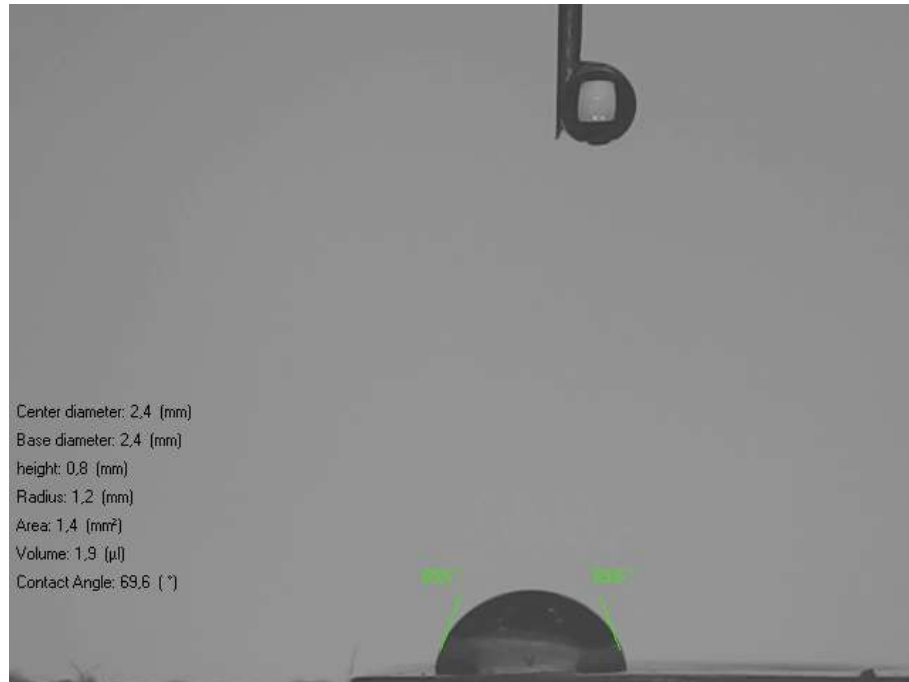 Center diameter: 2,4 (mm)
Base diameter: 2,4 (mm)
height: 0,8 (mm)
Radius: 1,2 (mm)
Area: 1,4 (mm²)
Volume: 1,9 (µl)
Contact Angle: 69,6 (°)